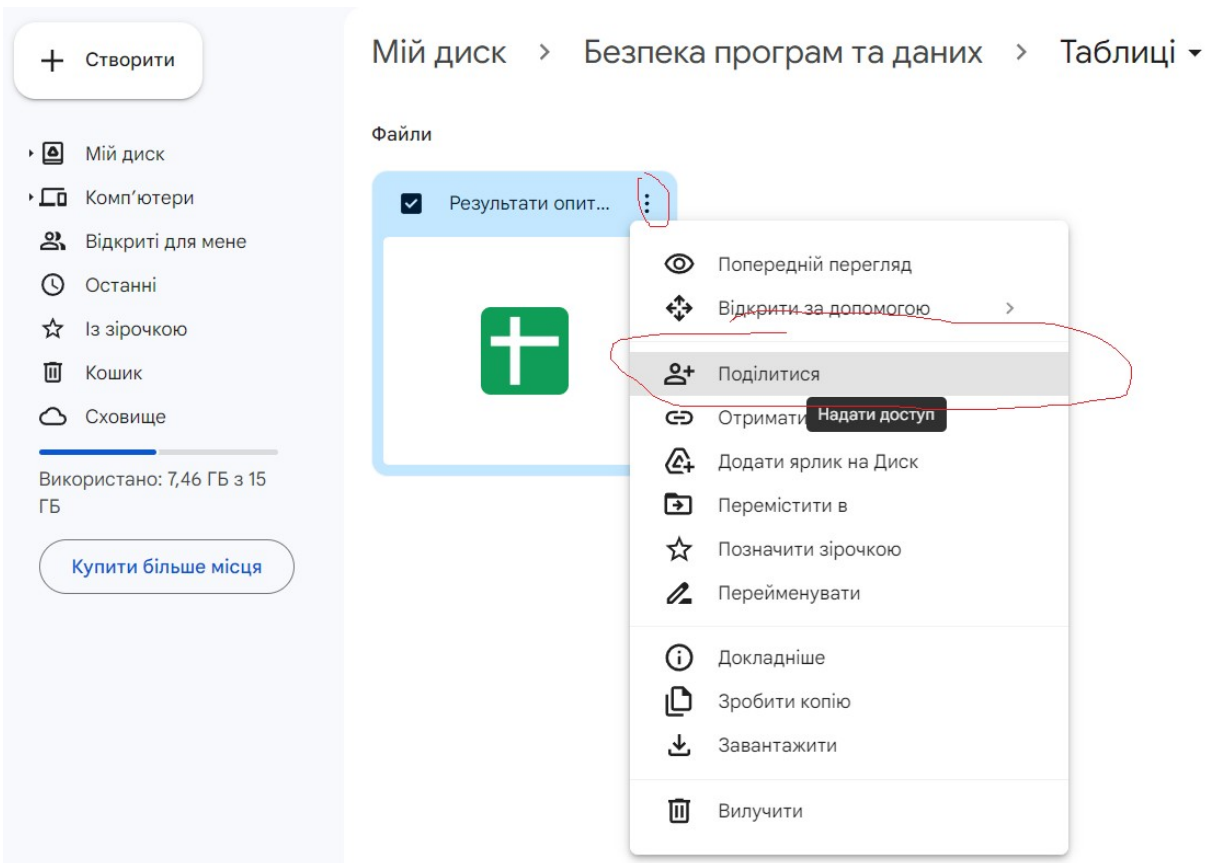 Створити
Мій диск > Безпека програм та даних > Таблиці
Мій диск
Комп’ютери
Відкриті для мене
Останні
Із зірочкою
Кошик
Сховище
Використано: 7,46 ГБ з 15
ГБ
Купити більше місця
Файли
Результати опит...
Попередній перегляд
Відкрити за допомогою
Поділитися
Отримати
Надати доступ
Додати ярлик на Диск
Перемістити в
Позначити зірочкою
Перейменувати
Докладніше
Зробити копію
Завантажити
Вилучити